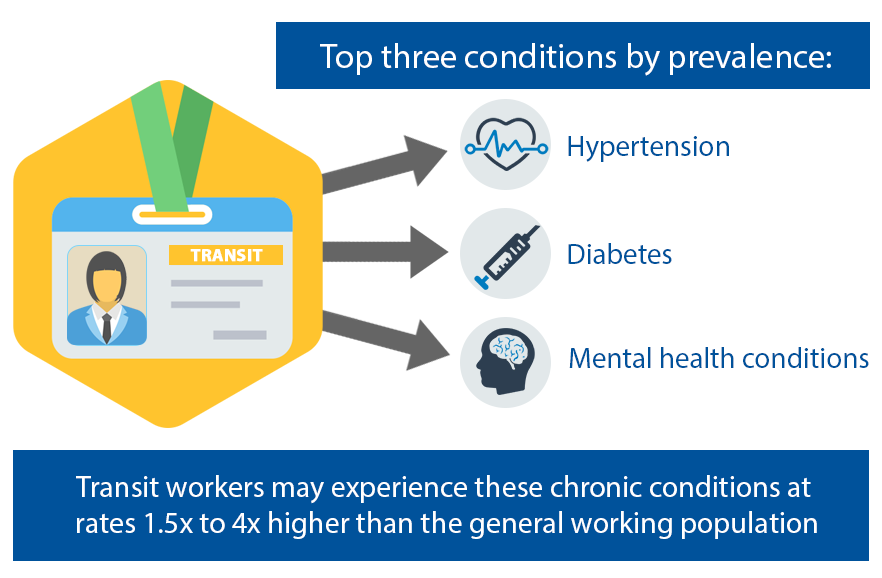 Top three conditions by prevalence:
TRANSIT
Hypertension
Diabetes
Mental health conditions
Transit workers may experience these chronic conditions at
rates 1.5x to 4x higher than the general working population